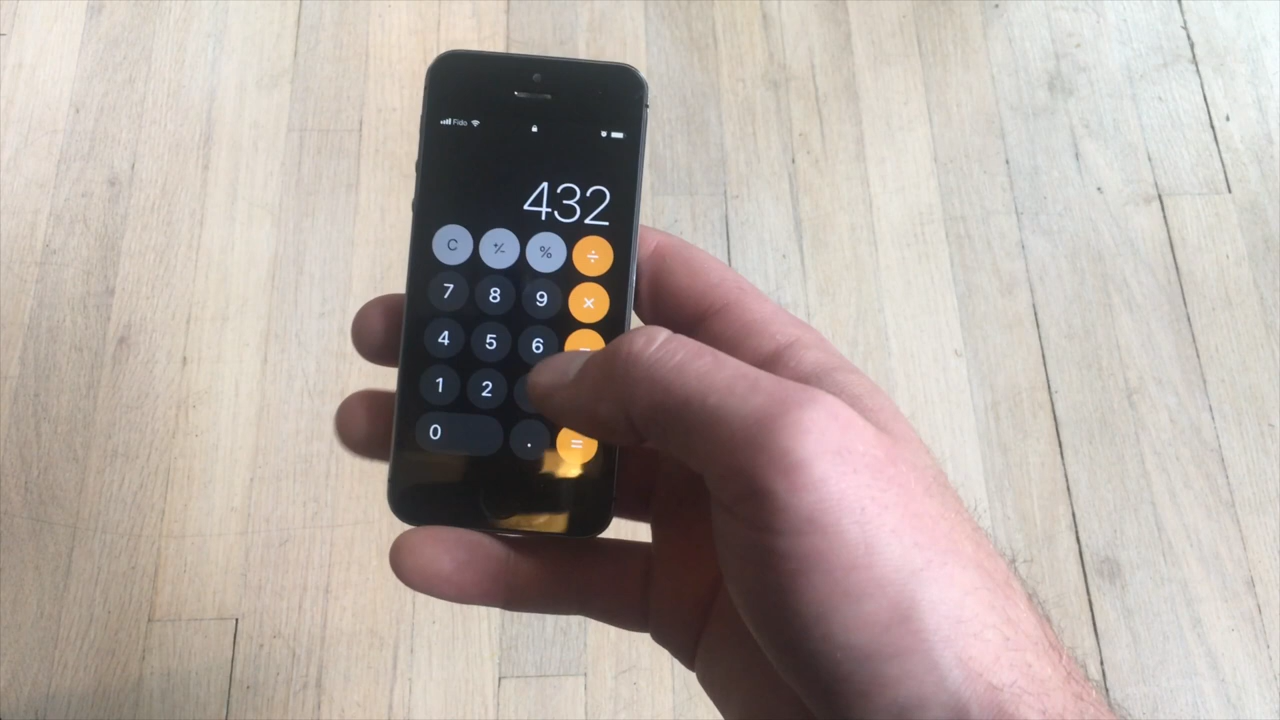 Fido
432
C +/- % ÷
7 8 9 ×
4 5 6 −
1 2
0 . =